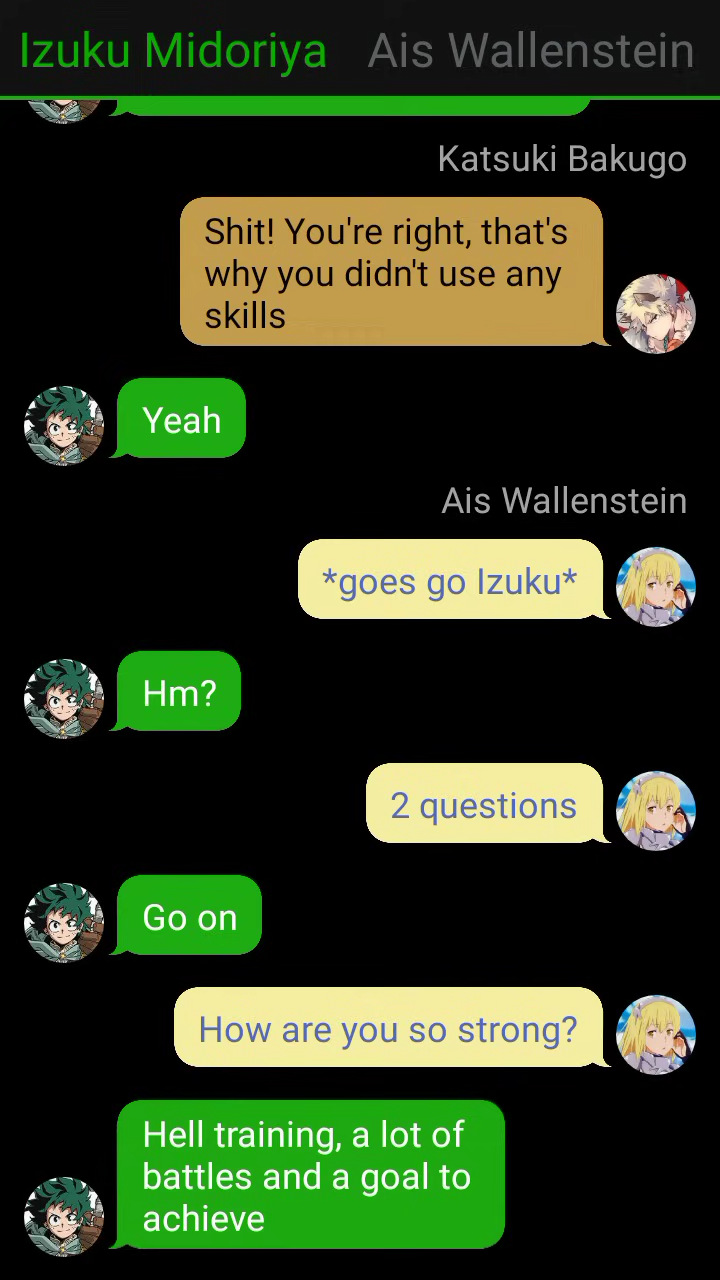 Izuku Midoriya Ais Wallenstein
Katsuki Bakugo
Shit! You're right, that's
why you didn't use any
skills
Yeah
Ais Wallenstein
*goes go Izuku*
Hm?
2 questions
Go on
How are you so strong?
Hell training, a lot of
battles and a goal to
achieve